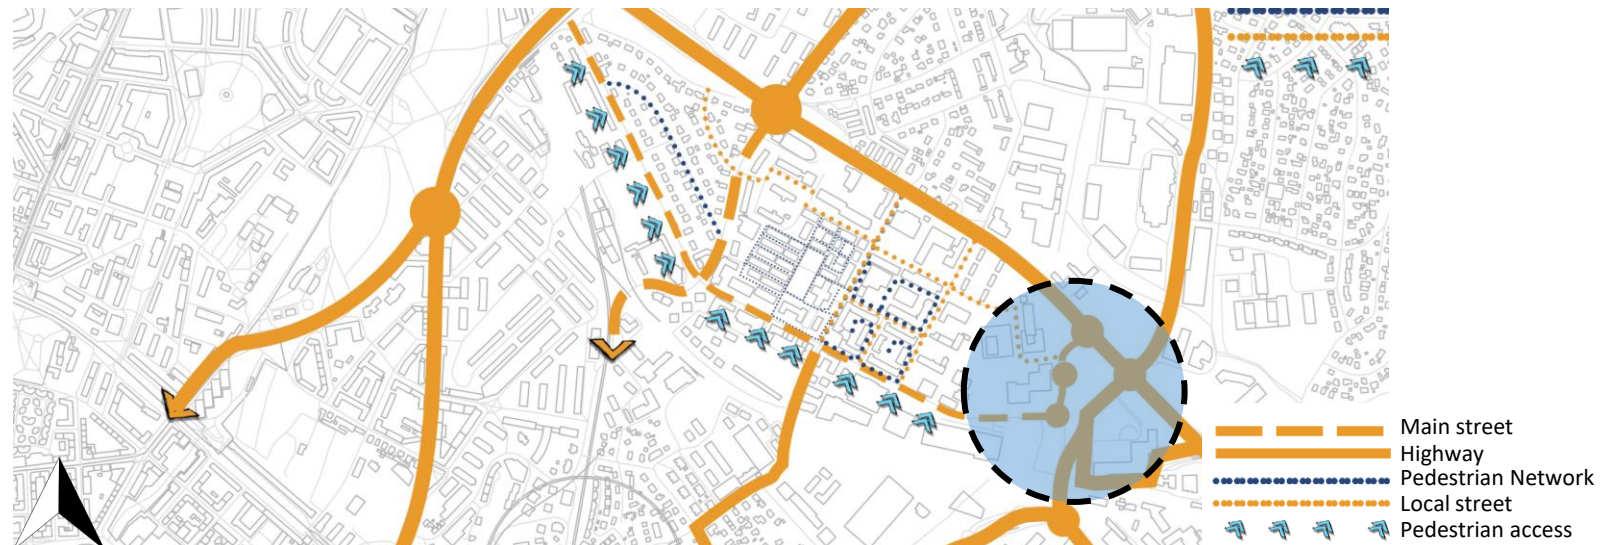 Main street
Highway
Pedestrian Network
Local street
Pedestrian access